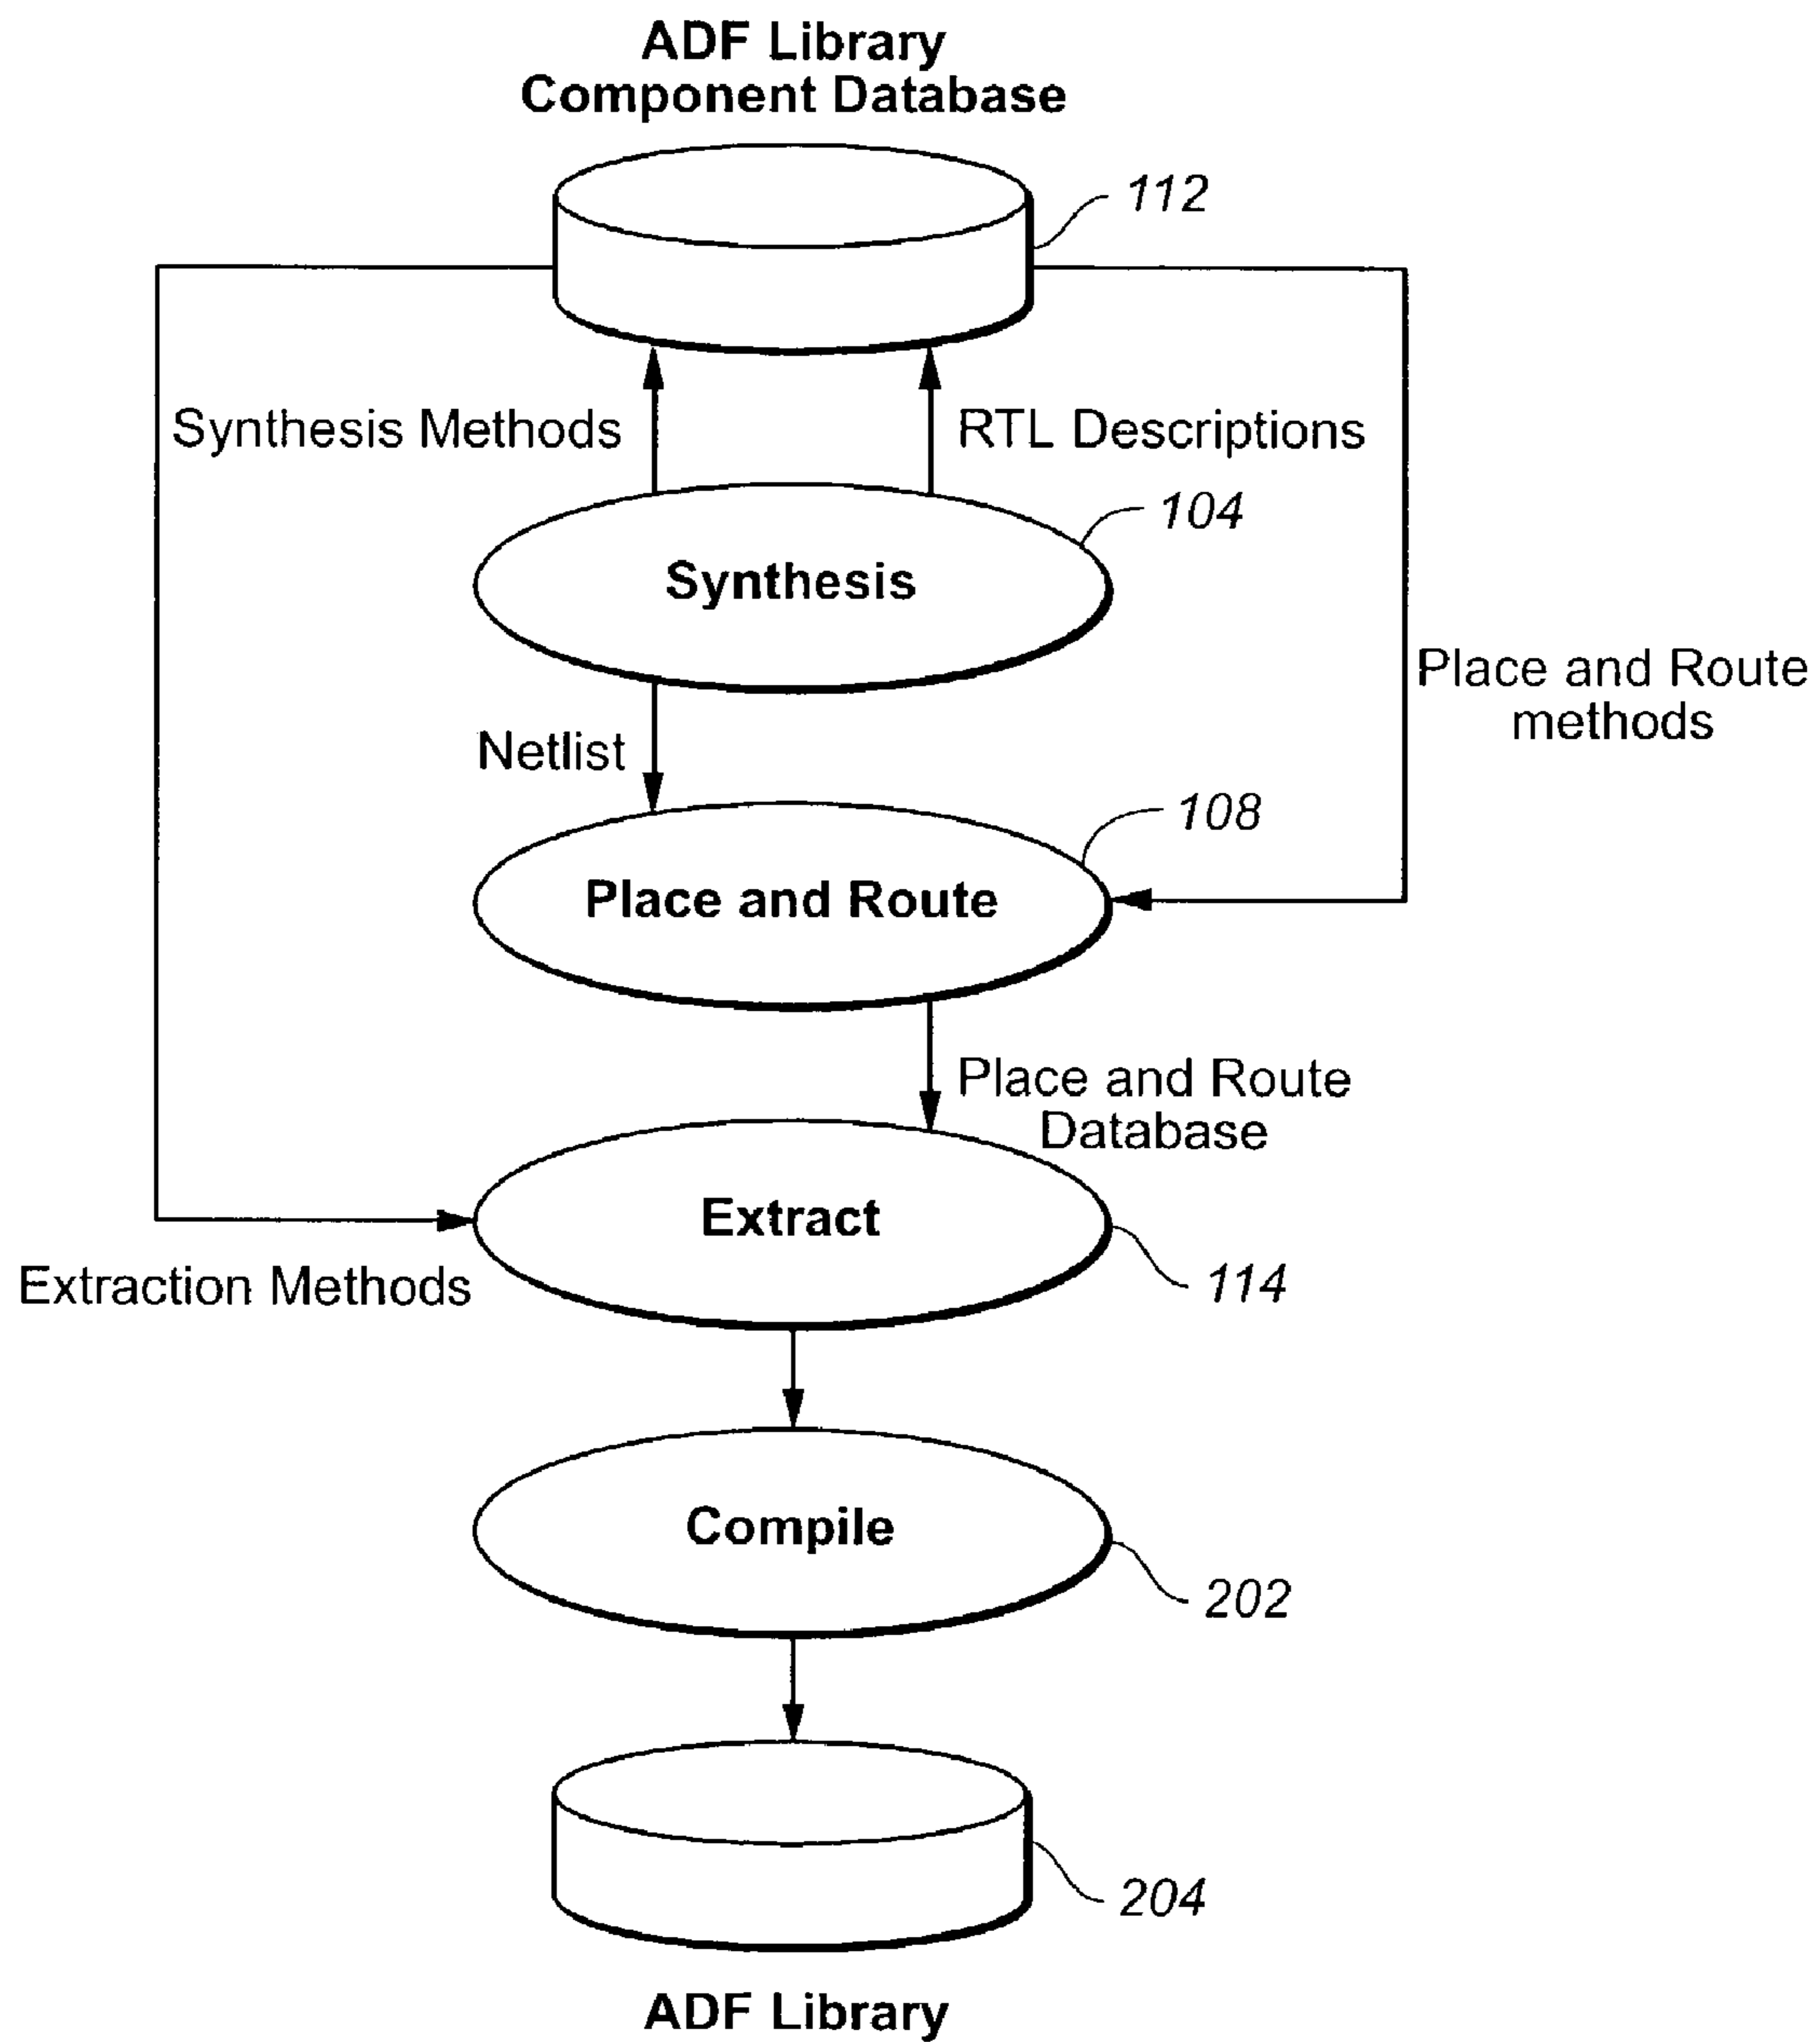 ADF Library
Component Database
112
Synthesis Methods
RTL Descriptions
104
Synthesis
Place and Route
methods
Netlist
108
Place and Route
Place and Route
Database
Extract
Extraction Methods
114
Compile
202
204
ADF Library